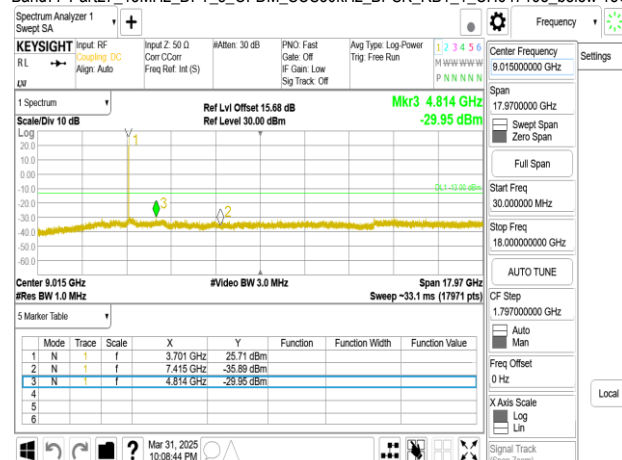 Spectrum Analyzer 1
Swept SA
Frequency
KEYSIGHT
RL
Input: RF
Coupling: DC
Align: Auto
Input Z: 50 Ω
Corr CCorr
Freq Ref: Int (S)
#Atten: 30 dB
PNO: Fast
Gate: Off
IF Gain: Low
Sig Track: Off
Avg Type: Log-Power
Trig: Free Run
1 2 3 4 5 6
M W W W W W
P N N N N N
1 Spectrum
Scale/Div 10 dB
Log
Ref Lvl Offset 15.68 dB
Ref Level 30.00 dBm
Mkr3 4.814 GHz
-29.95 dBm
20.0
10.0
0.00
-10.0
-20.0
-30.0
-40.0
-50.0
-60.0
1
2
3
DL1 -13.00 dBm
Center 9.015 GHz
#Res BW 1.0 MHz
#Video BW 3.0 MHz
Span 17.97 GHz
Sweep ~33.1 ms (17971 pts)
5 Marker Table
Mode Trace Scale X Y Function Function Width Function Value
1 N 1 f 3.701 GHz 25.71 dBm
2 N 1 f 7.415 GHz -35.89 dBm
3 N 1 f 4.814 GHz -29.95 dBm
4
5
6
Mar 31, 2025
10:08:44 PM
Center Frequency
9.015000000 GHz
Settings
Span
17.9700000 GHz
Swept Span
Zero Span
Full Span
Start Freq
30.000000 MHz
Stop Freq
18.000000000 GHz
AUTO TUNE
CF Step
1.797000000 GHz
Auto
Man
Freq Offset
0 Hz
X Axis Scale
Log
Lin
Local
Signal Track